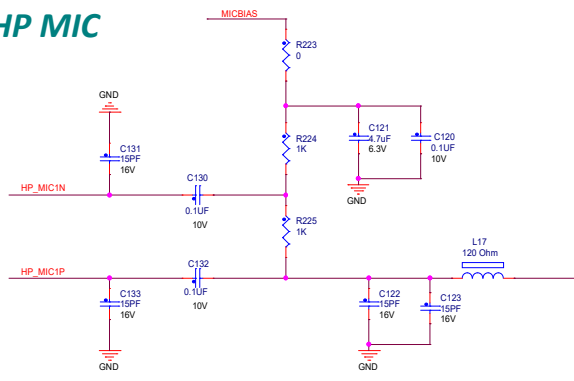 HP MIC
MICBIAS
R223
0
GND
C131
15PF
16V
R224
1K
C121
4.7uF
6.3V
C120
0.1UF
10V
GND
HP_MIC1N
C130
0.1UF
10V
R225
1K
HP_MIC1P
C132
0.1UF
10V
L17
120 Ohm
C133
15PF
16V
C122
15PF
16V
C123
15PF
16V
GND
GND